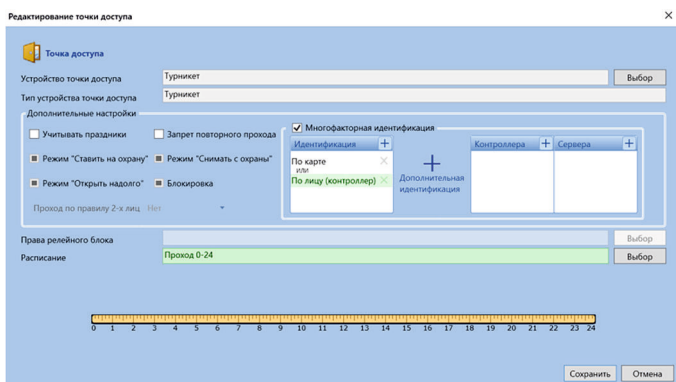 Редактирование точки доступа
Точка доступа
Устройство точки доступа Турникет Выбор
Тип устройства точки доступа Турникет
Дополнительные настройки
Учитывать праздники Запрет повторного прохода
Режим "Ставить на охрану" Режим "Снимать с охраны"
Режим "Открыть надолго" Блокировка
Проход по правилу 2-х лиц Нет
Многофакторная идентификация
Идентификация + Контроллера + Сервера +
По карте
или
По лицу (контроллер)
Дополнительная
идентификация
Права релейного блока Выбор
Расписание Проход 0-24 Выбор
0 1 2 3 4 5 6 7 8 9 10 11 12 13 14 15 16 17 18 19 20 21 22 23 24
Сохранить Отмена